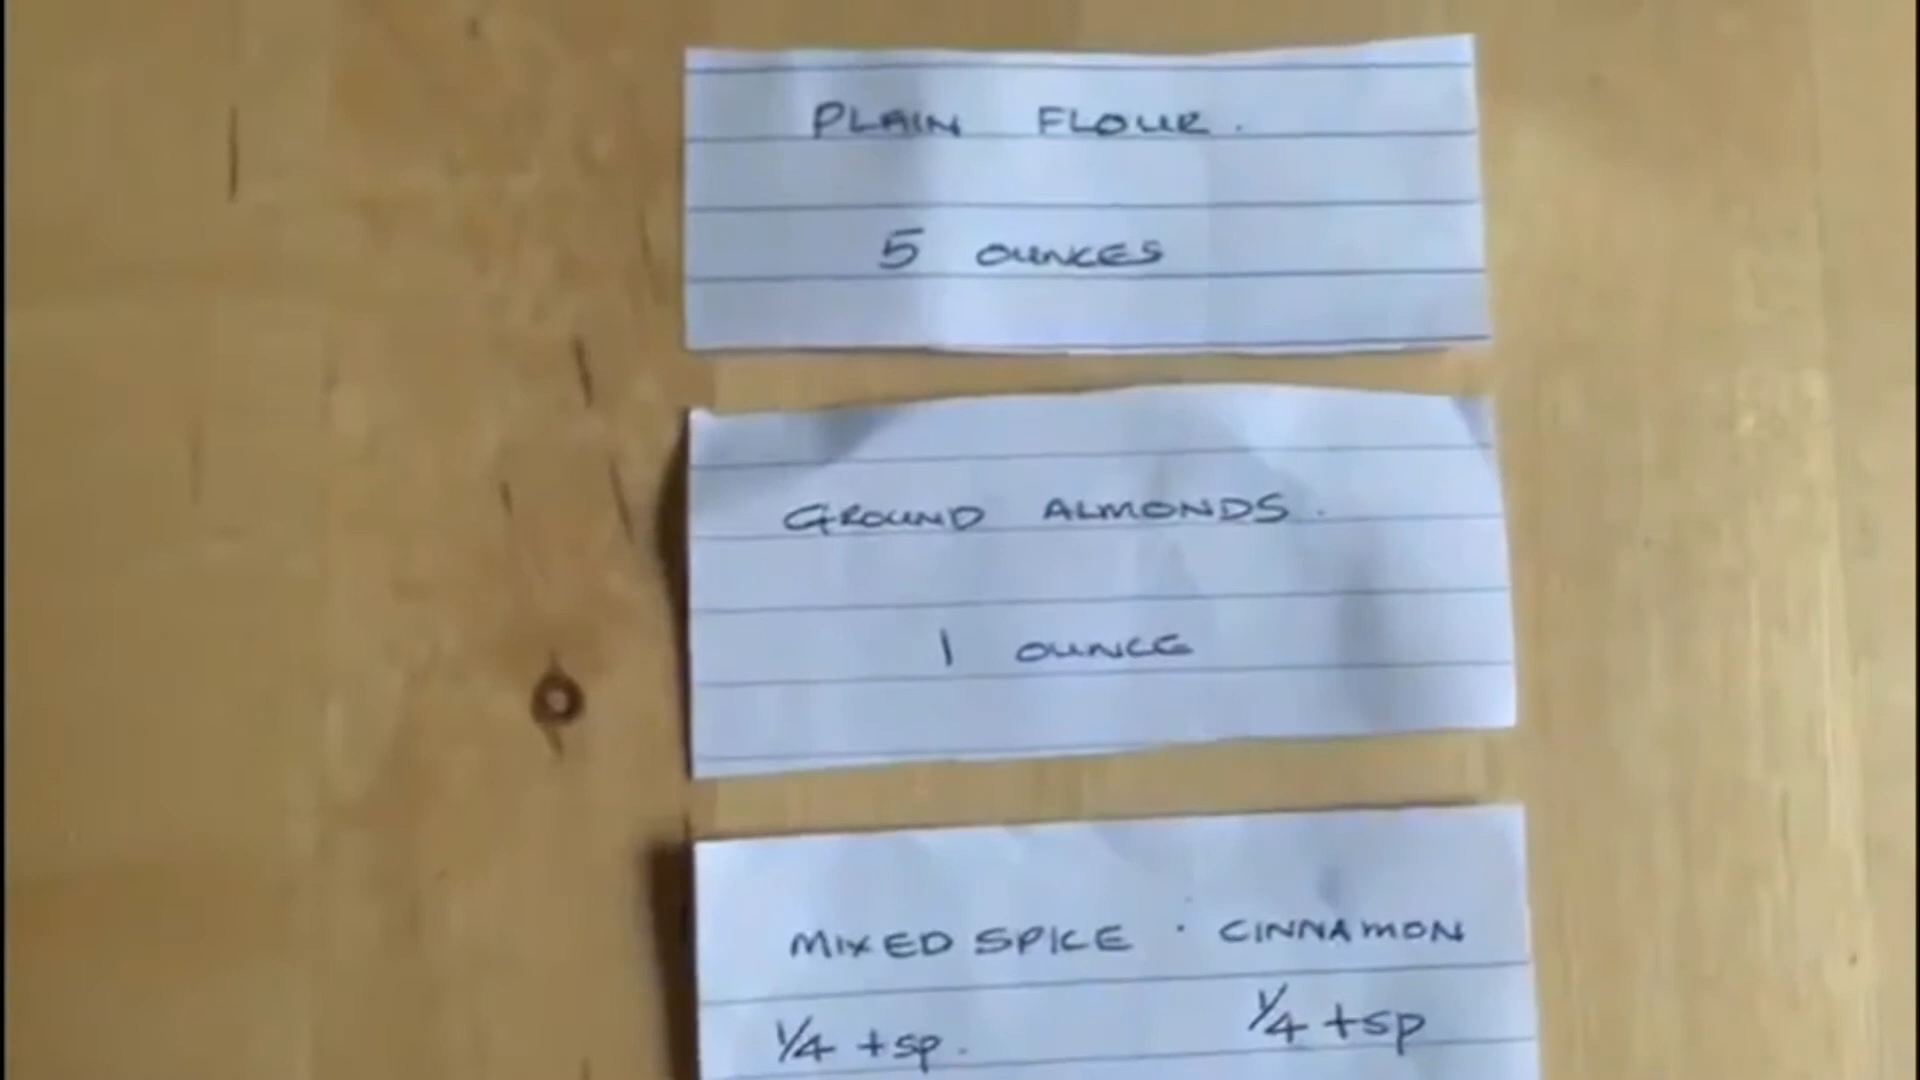 PLAIN FLOUR.
5 OUNCES
GROUND ALMONDS.
1 OUNCE
MIXED SPICE · CINNAMON
1/4 tsp. 1/4 tsp